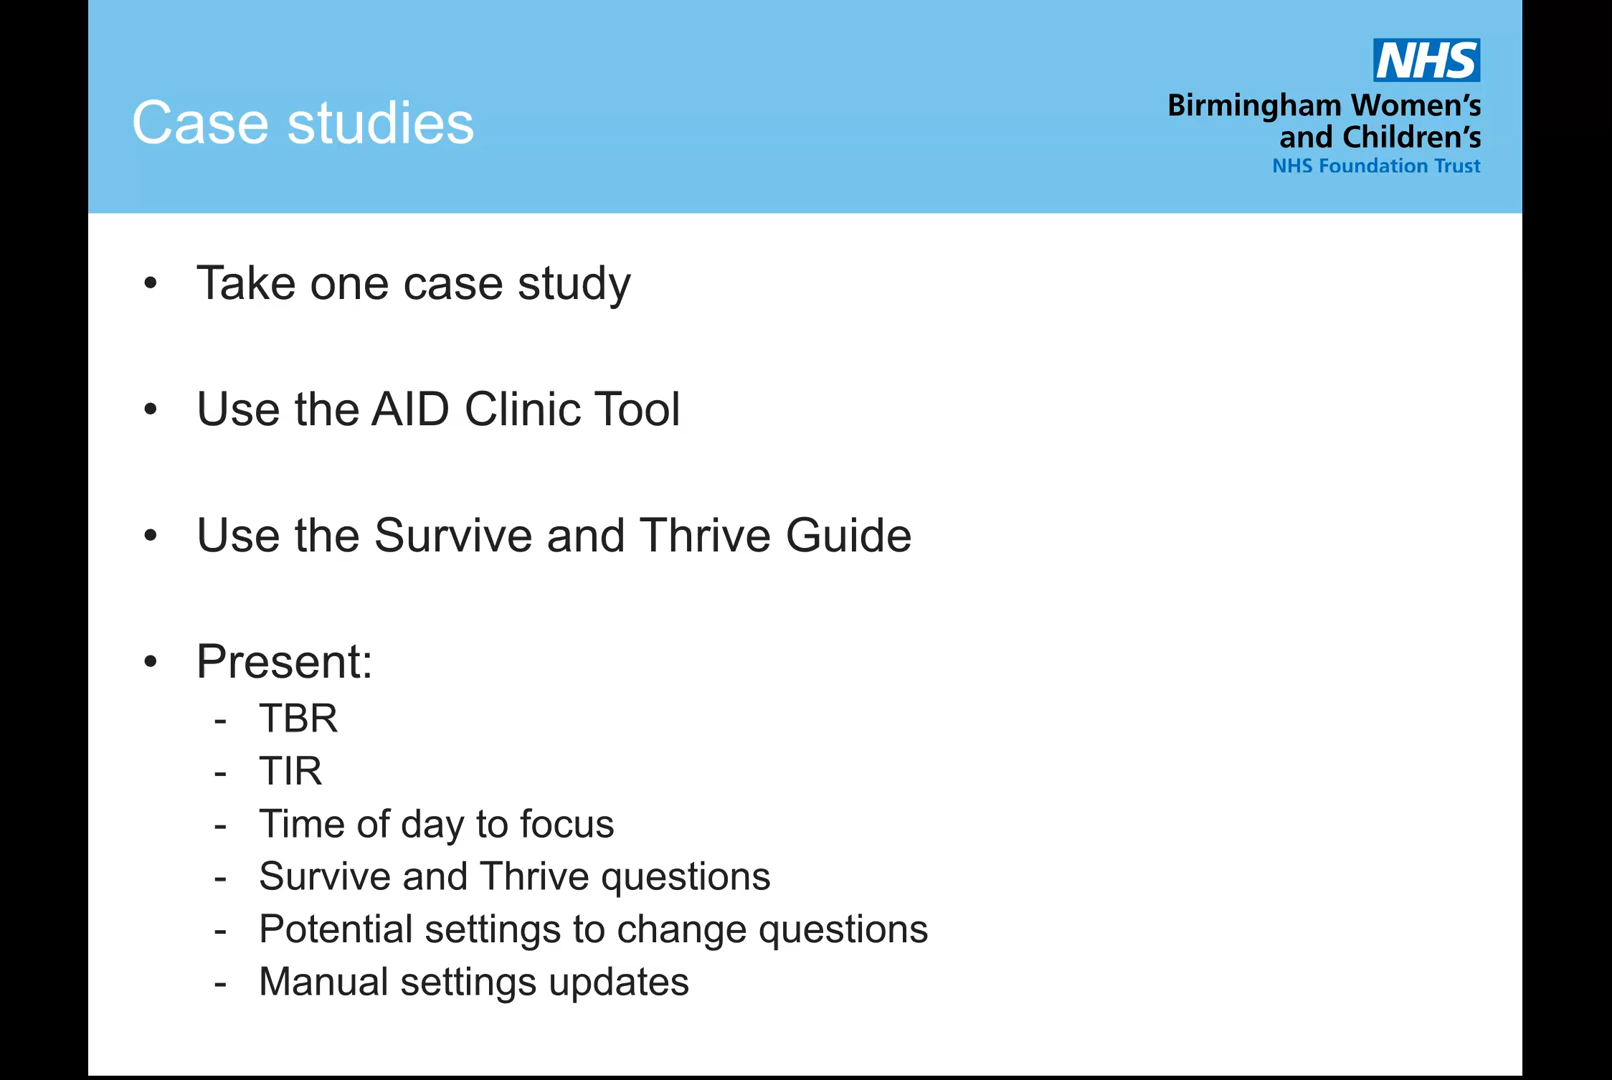 Case studies
NHS
Birmingham Women's
and Children's
NHS Foundation Trust
• Take one case study
• Use the AID Clinic Tool
• Use the Survive and Thrive Guide
• Present:
- TBR
- TIR
- Time of day to focus
- Survive and Thrive questions
- Potential settings to change questions
- Manual settings updates